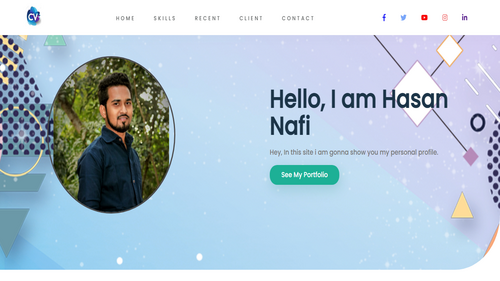 CV
HOME SKILLS RECENT CLIENT CONTACT
Hello, I am Hasan
Nafi
Hey, In this site i am gonna show you my personal profile.
See My Portfolio